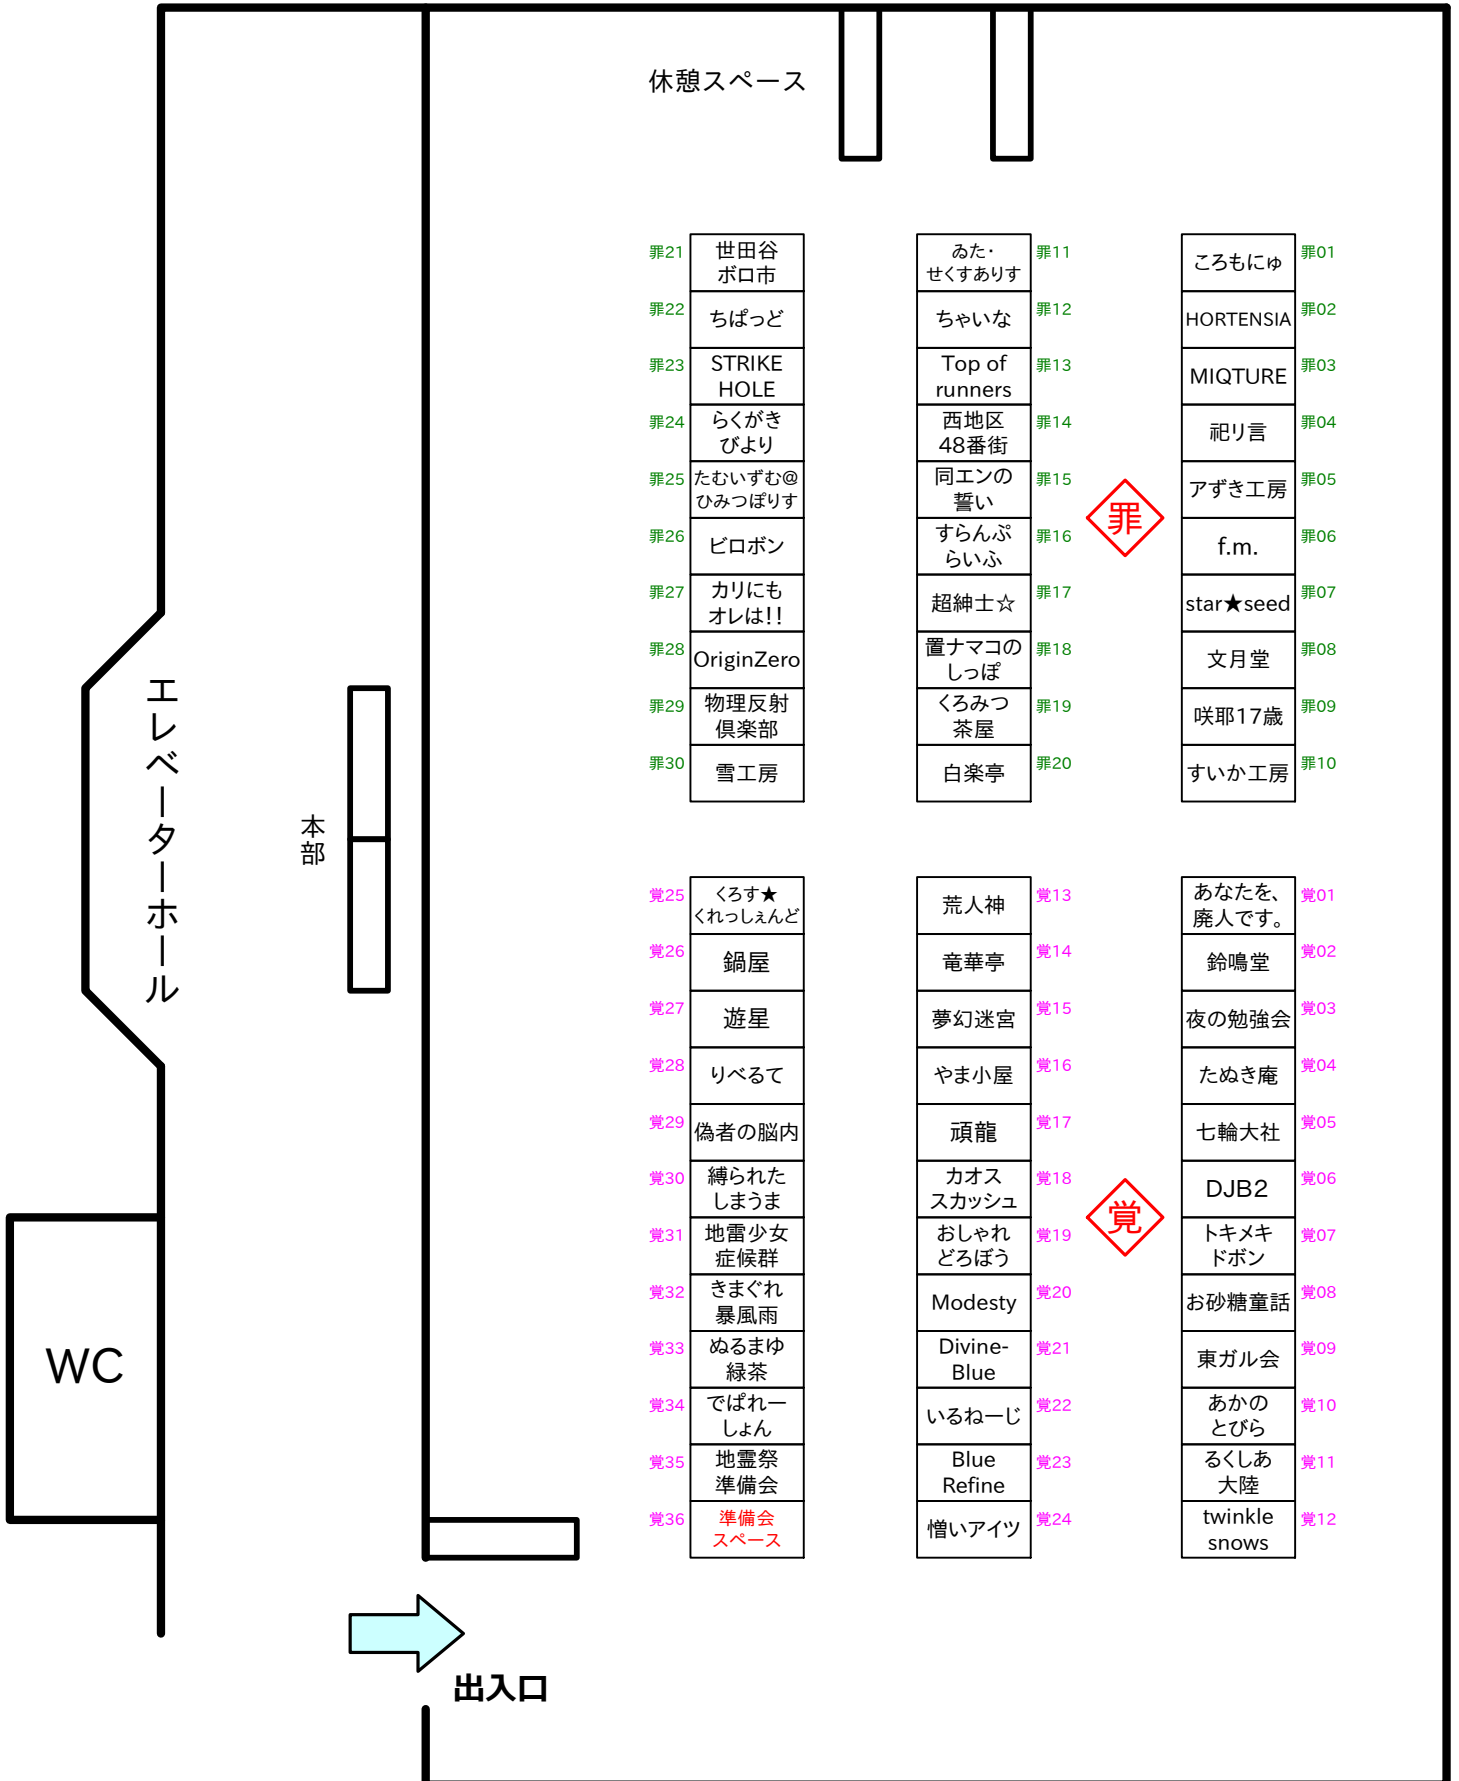 休憩スペース
罪21
世田谷
ボロ市
罪22
ちぱっど
罪23
STRIKE
HOLE
罪24
らくがき
びより
罪25
たむいずむ@
ひみつぽりす
罪26
ビロボン
罪27
カリにも
オレは!!
罪28
OriginZero
罪29
物理反射
倶楽部
罪30
雪工房
ゐた・
せくすありす
罪11
ちゃいな
罪12
Top of
runners
罪13
西地区
48番街
罪14
同エンの
誓い
罪15
すらんぷ
らいふ
罪16
超紳士☆
罪17
置ナマコの
しっぽ
罪18
くろみつ
茶屋
罪19
白楽亭
罪20
罪
ころもにゅ
罪01
HORTENSIA
罪02
MIQTURE
罪03
祀リ言
罪04
アずき工房
罪05
f.m.
罪06
star★seed
罪07
文月堂
罪08
咲耶17歳
罪09
すいか工房
罪10
エレベーターホール
本部
覚25
くろす★
くれっしぇんど
覚26
鍋屋
覚27
遊星
覚28
りべるて
覚29
偽者の脳内
覚30
縛られた
しまうま
覚31
地雷少女
症候群
覚32
きまぐれ
暴風雨
覚33
ぬるまゆ
緑茶
覚34
でぱれー
しょん
覚35
地霊祭
準備会
覚36
準備会
スペース
荒人神
覚13
竜華亭
覚14
夢幻迷宮
覚15
やま小屋
覚16
頑龍
覚17
カオス
スカッシュ
覚18
おしゃれ
どろぼう
覚19
Modesty
覚20
Divine-
Blue
覚21
いるねーじ
覚22
Blue
Refine
覚23
憎いアイツ
覚24
覚
あなたを、
廃人です。
覚01
鈴鳴堂
覚02
夜の勉強会
覚03
たぬき庵
覚04
七輪大社
覚05
DJB2
覚06
トキメキ
ドボン
覚07
お砂糖童話
覚08
東ガル会
覚09
あかの
とびら
覚10
るくしあ
大陸
覚11
twinkle
snows
覚12
WC
出入口